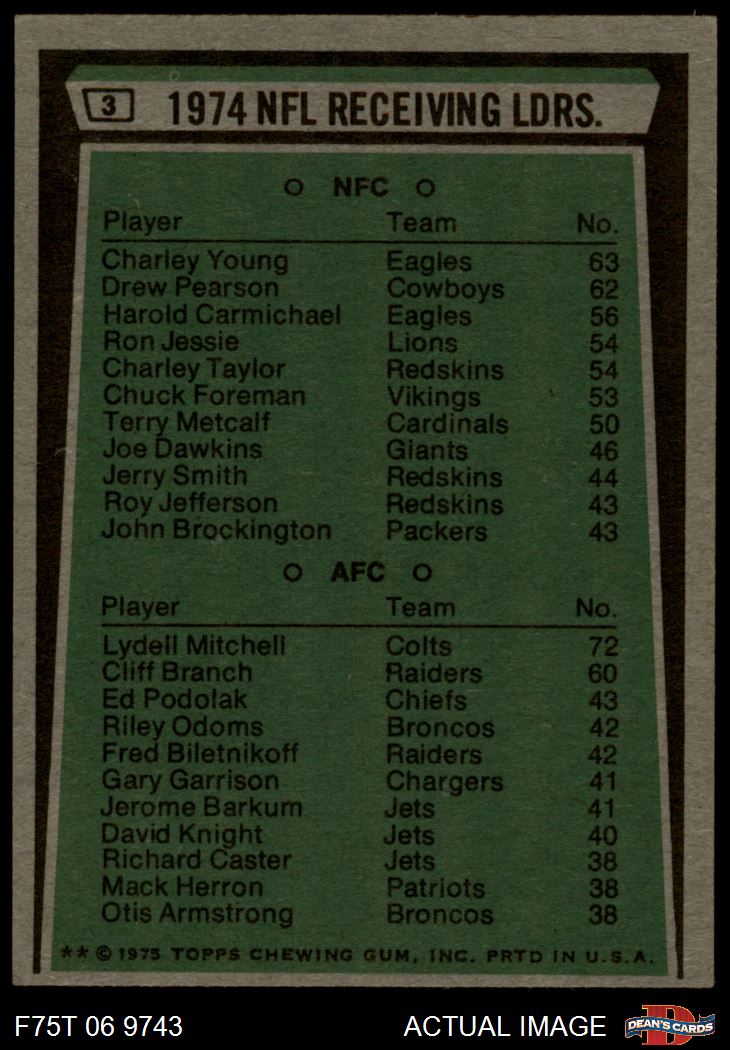 3 1974 NFL RECEIVING LDRS.
NFC
Player Team No.
Charley Young Eagles 63
Drew Pearson Cowboys 62
Harold Carmichael Eagles 56
Ron Jessie Lions 54
Charley Taylor Redskins 54
Chuck Foreman Vikings 53
Terry Metcalf Cardinals 50
Joe Dawkins Giants 46
Jerry Smith Redskins 44
Roy Jefferson Redskins 43
John Brockington Packers 43
AFC
Player Team No.
Lydell Mitchell Colts 72
Cliff Branch Raiders 60
Ed Podolak Chiefs 43
Riley Odoms Broncos 42
Fred Biletnikoff Raiders 42
Gary Garrison Chargers 41
Jerome Barkum Jets 41
David Knight Jets 40
Richard Caster Jets 38
Mack Herron Patriots 38
Otis Armstrong Broncos 38
** © 1975 TOPPS CHEWING GUM, INC. PRTD IN U.S.A.
F75T 06 9743 ACTUAL IMAGE D DEAN'S CARDS